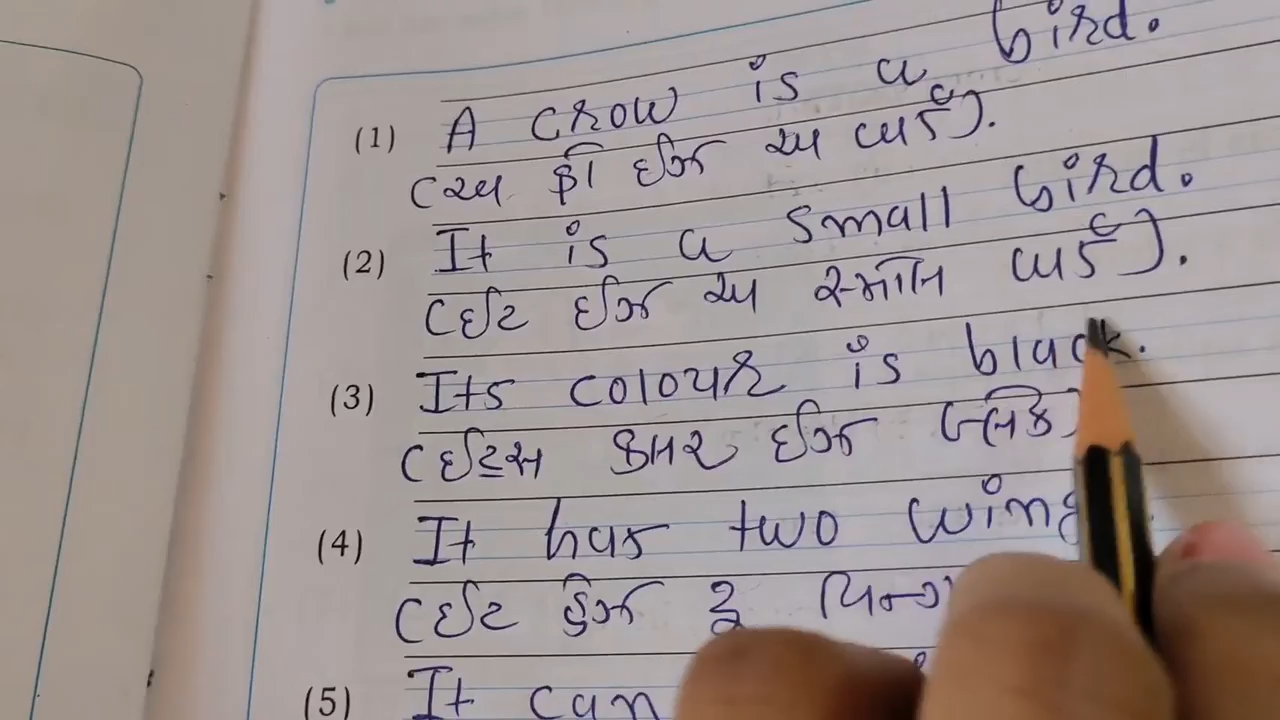 (1) A crow is a bird.
(એ ક્રો ઈઝ અ બર્ડ).
(2) It is a small bird.
(ઈટ ઈઝ અ સ્મોલ બર્ડ).
(3) Its colour is black.
(ઈટ્સ કલર ઈઝ બ્લેક)
(4) It has two wing
(ઈટ હેઝ ટૂ વિન્ગ
(5) It can